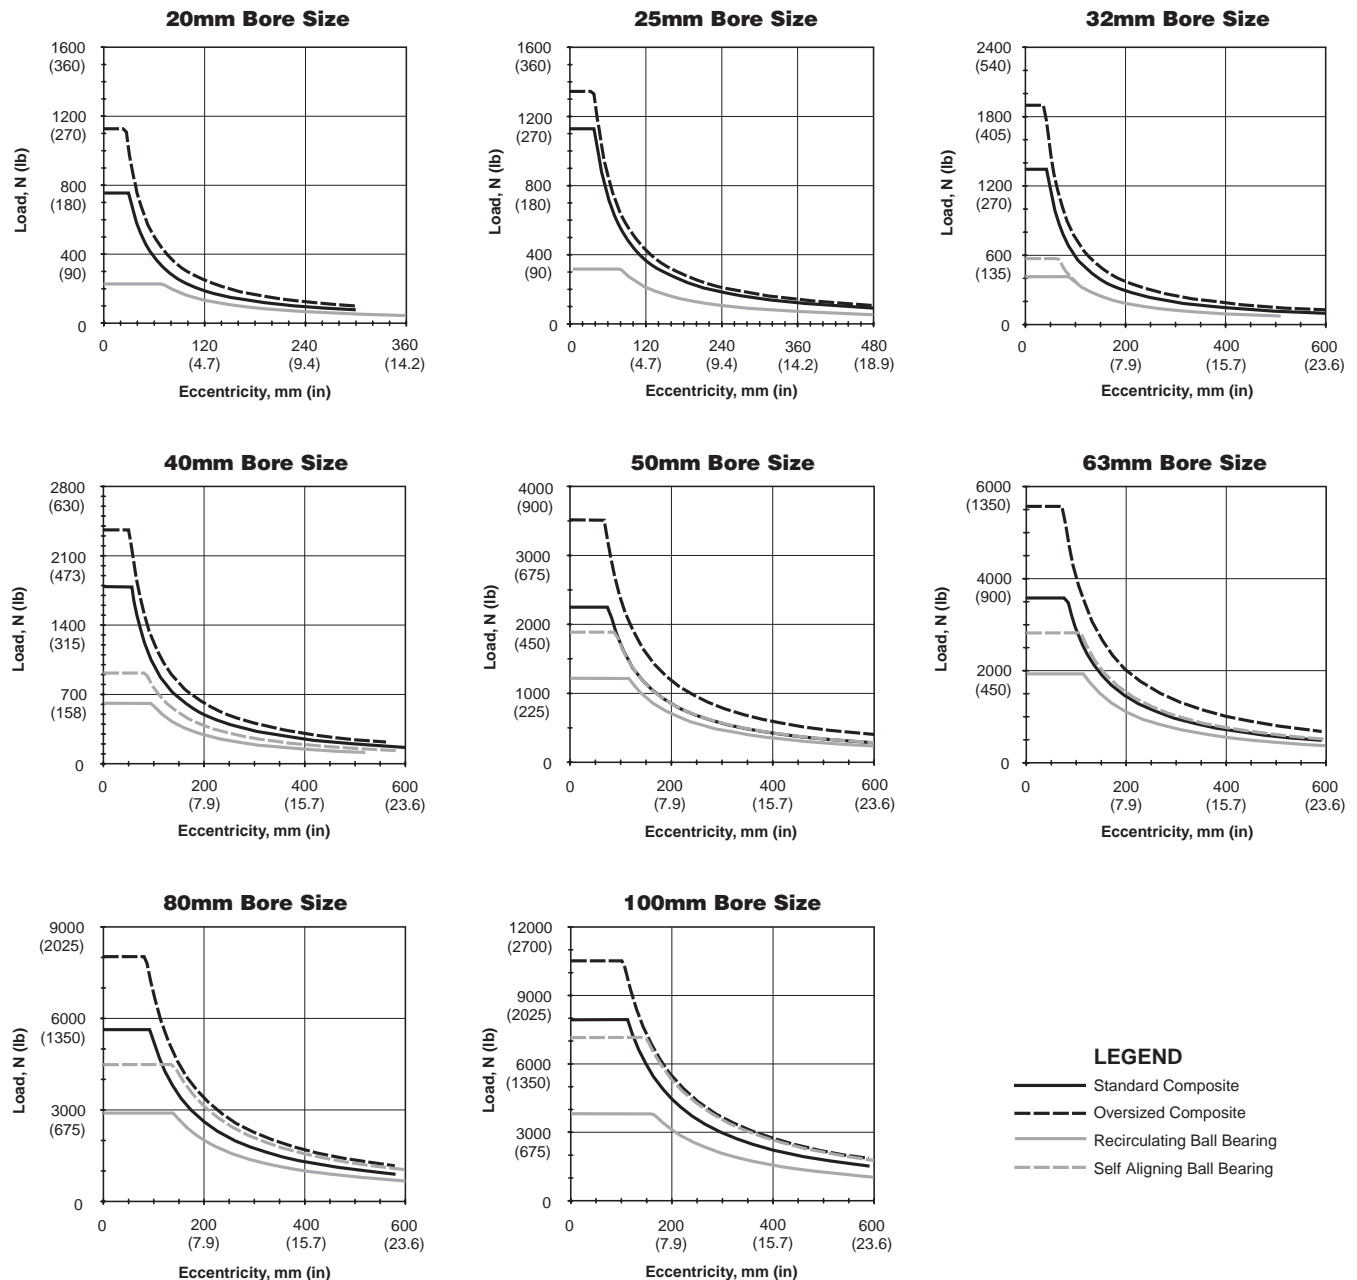 20mm Bore Size
1600
(360)
1200
(270)
800
(180)
400
(90)
0
Load, N (lb)
0 120 240 360
(4.7) (9.4) (14.2)
Eccentricity, mm (in)
25mm Bore Size
1600
(360)
1200
(270)
800
(180)
400
(90)
0
Load, N (lb)
0 120 240 360 480
(4.7) (9.4) (14.2) (18.9)
Eccentricity, mm (in)
32mm Bore Size
2400
(540)
1800
(405)
1200
(270)
600
(135)
0
Load, N (lb)
0 200 400 600
(7.9) (15.7) (23.6)
Eccentricity, mm (in)
40mm Bore Size
2800
(630)
2100
(473)
1400
(315)
700
(158)
0
Load, N (lb)
0 200 400 600
(7.9) (15.7) (23.6)
Eccentricity, mm (in)
50mm Bore Size
4000
(900)
3000
(675)
2000
(450)
1000
(225)
0
Load, N (lb)
0 200 400 600
(7.9) (15.7) (23.6)
Eccentricity, mm (in)
63mm Bore Size
6000
(1350)
4000
(900)
2000
(450)
0
Load, N (lb)
0 200 400 600
(7.9) (15.7) (23.6)
Eccentricity, mm (in)
80mm Bore Size
9000
(2025)
6000
(1350)
3000
(675)
0
Load, N (lb)
0 200 400 600
(7.9) (15.7) (23.6)
Eccentricity, mm (in)
100mm Bore Size
12000
(2700)
9000
(2025)
6000
(1350)
3000
(675)
0
Load, N (lb)
0 200 400 600
(7.9) (15.7) (23.6)
Eccentricity, mm (in)
LEGEND
Standard Composite
Oversized Composite
Recirculating Ball Bearing
Self Aligning Ball Bearing